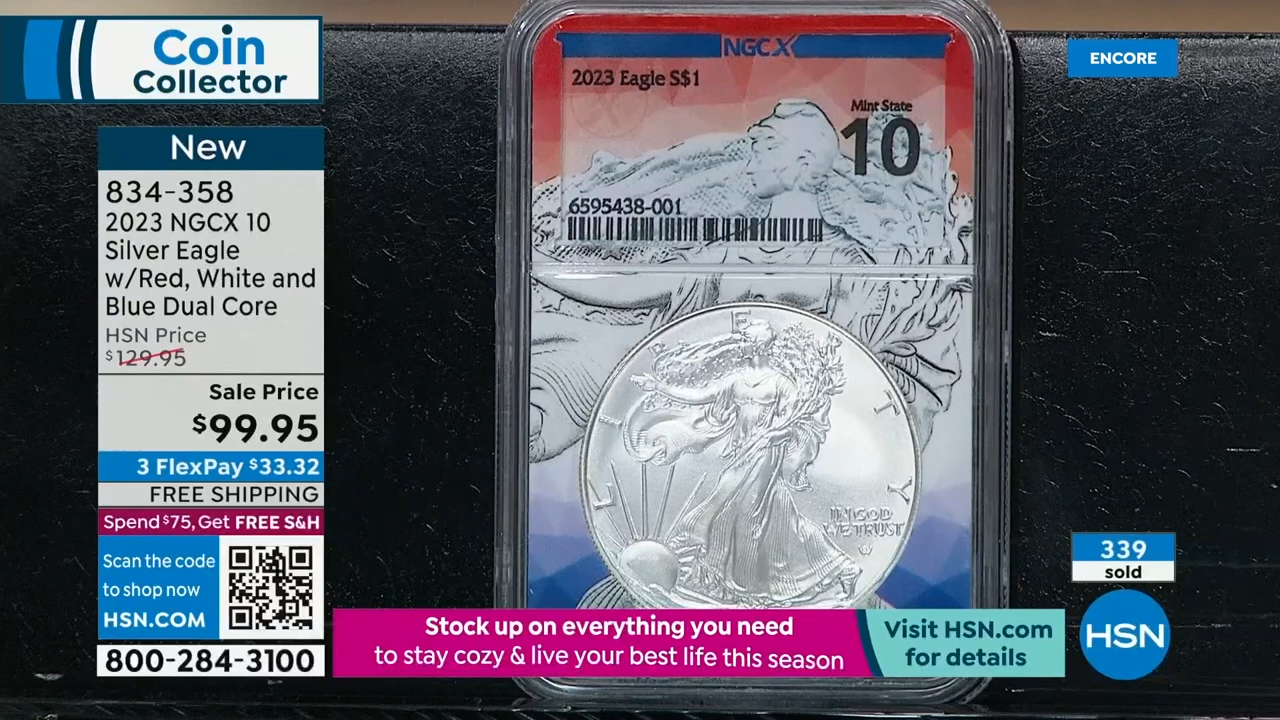 Coin
Collector
ENCORE
New
834-358
2023 NGCX 10
Silver Eagle
w/Red, White and
Blue Dual Core
HSN Price
$129.95
Sale Price
$99.95
3 FlexPay $33.32
FREE SHIPPING
Spend $75, Get FREE S&H
Scan the code
to shop now
HSN.COM
800-284-3100
NGCX
2023 Eagle S$1
Mint State
10
6595438-001
LIBERTY
IN GOD
WE TRUST
339
sold
HSN
Stock up on everything you need
to stay cozy & live your best life this season
Visit HSN.com
for details